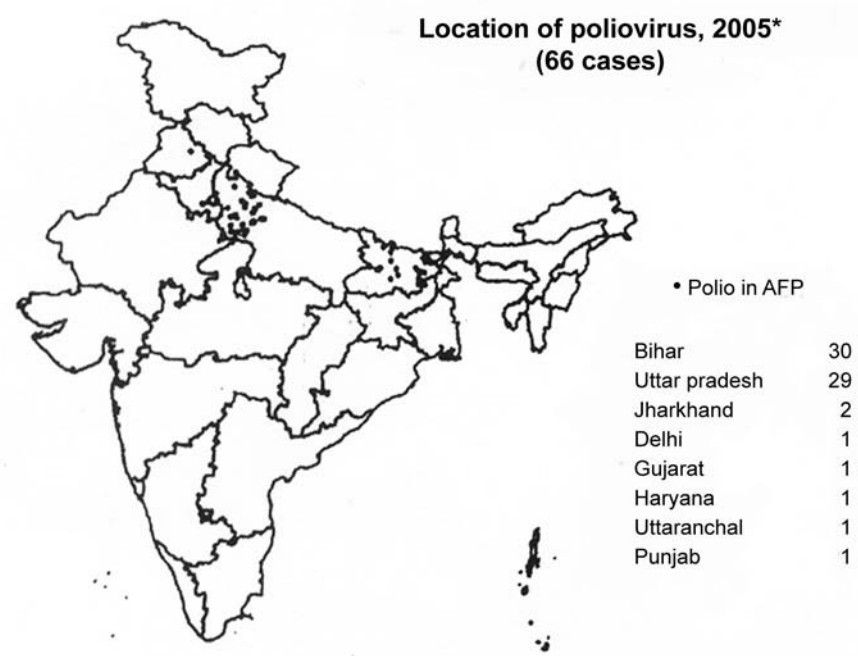 Location of poliovirus, 2005*
(66 cases)
• Polio in AFP
Bihar 30
Uttar pradesh 29
Jharkhand 2
Delhi 1
Gujarat 1
Haryana 1
Uttaranchal 1
Punjab 1